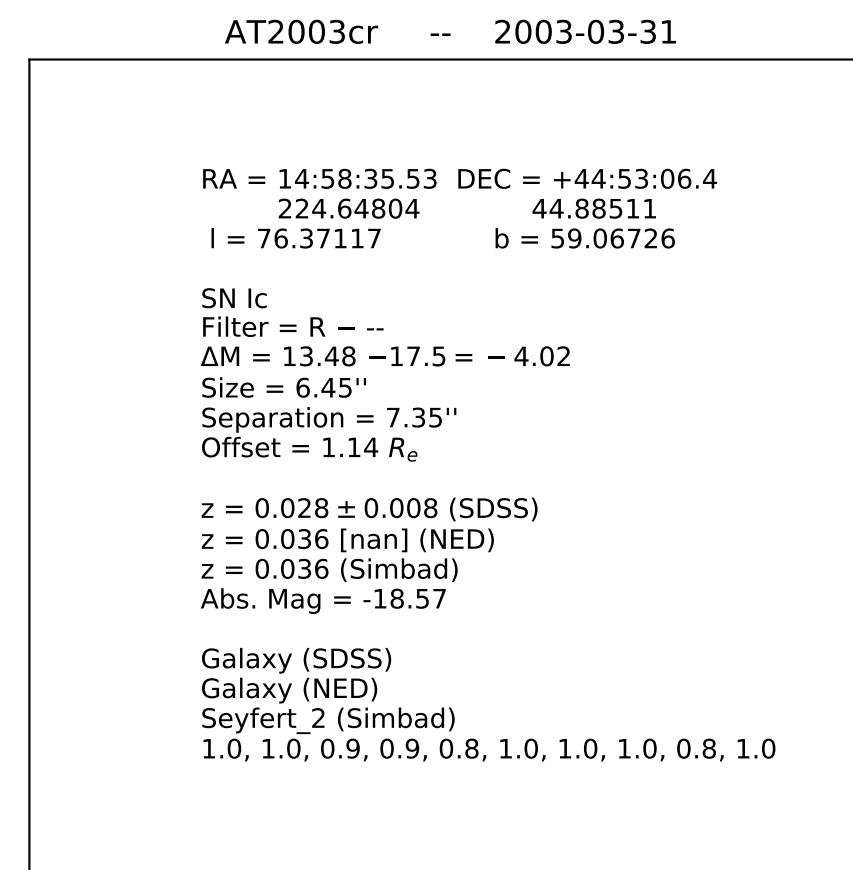 AT2003cr -- 2003-03-31
RA = 14:58:35.53 DEC = +44:53:06.4
224.64804 44.88511
l = 76.37117 b = 59.06726
SN Ic
Filter = R − --
ΔM = 13.48 −17.5 = − 4.02
Size = 6.45''
Separation = 7.35''
Offset = 1.14 Rₑ
z = 0.028 ± 0.008 (SDSS)
z = 0.036 [nan] (NED)
z = 0.036 (Simbad)
Abs. Mag = -18.57
Galaxy (SDSS)
Galaxy (NED)
Seyfert_2 (Simbad)
1.0, 1.0, 0.9, 0.9, 0.8, 1.0, 1.0, 1.0, 0.8, 1.0